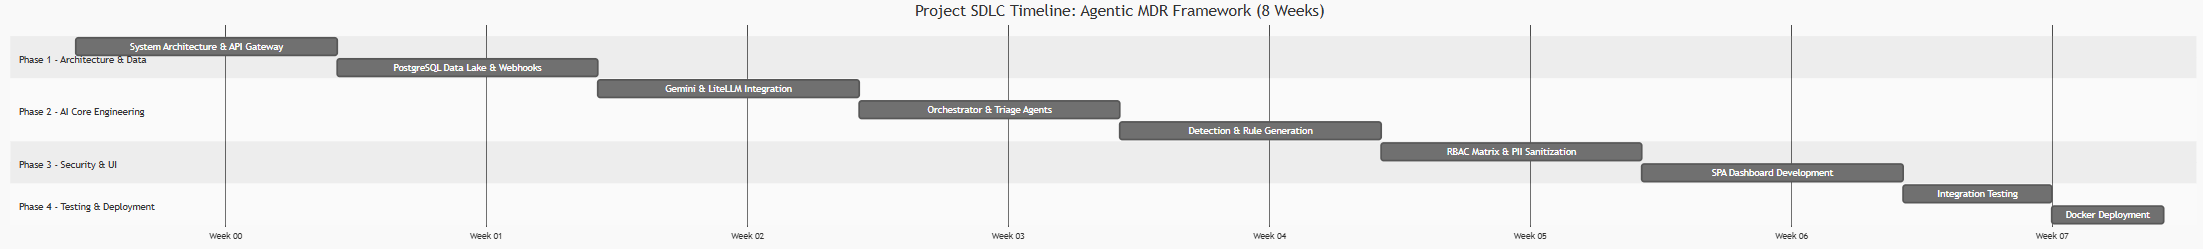 Project SDLC Timeline: Agentic MDR Framework (8 Weeks)
System Architecture & API Gateway
Phase 1 - Architecture & Data
PostgreSQL Data Lake & Webhooks
Gemini & LiteLLM Integration
Phase 2 - AI Core Engineering
Orchestrator & Triage Agents
Detection & Rule Generation
RBAC Matrix & PII Sanitization
Phase 3 - Security & UI
SPA Dashboard Development
Integration Testing
Phase 4 - Testing & Deployment
Docker Deployment
Week 00 Week 01 Week 02 Week 03 Week 04 Week 05 Week 06 Week 07